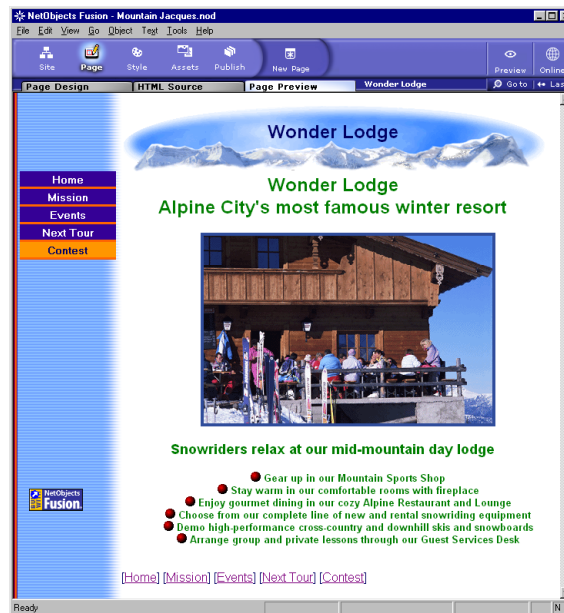 NetObjects Fusion - Mountain Jacques.nod
File Edit View Go Object Text Tools Help
Site Page Style Assets Publish New Page Preview Online
Page Design HTML Source Page Preview Wonder Lodge Go to Las
Wonder Lodge
Home
Mission
Events
Next Tour
Contest
Wonder Lodge
Alpine City's most famous winter resort
Snowriders relax at our mid-mountain day lodge
Gear up in our Mountain Sports Shop
Stay warm in our comfortable rooms with fireplace
Enjoy gourmet dining in our cozy Alpine Restaurant and Lounge
Choose from our complete line of new and rental snowriding equipment
Demo high-performance cross-country and downhill skis and snowboards
Arrange group and private lessons through our Guest Services Desk
NetObjects
Fusion.
[Home] [Mission] [Events] [Next Tour] [Contest]
Ready N